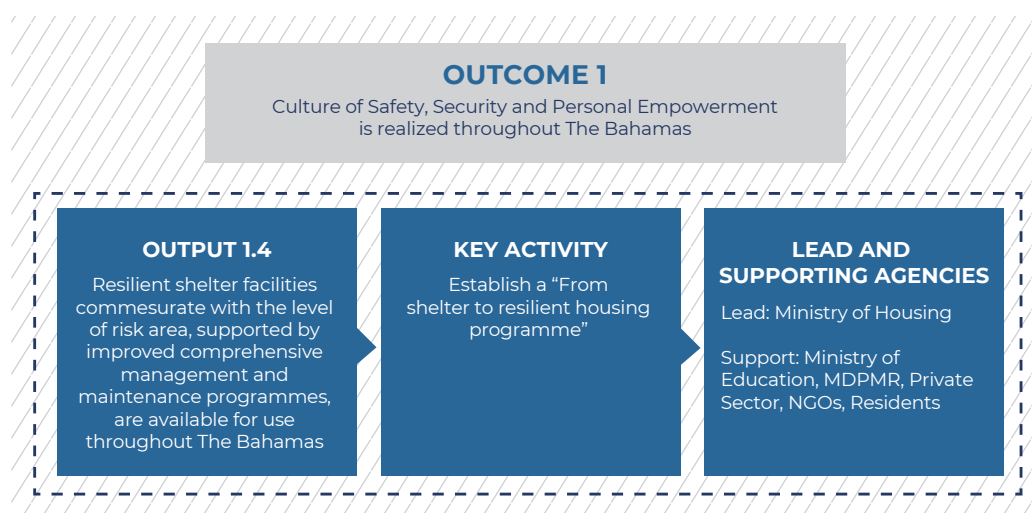 OUTCOME 1
Culture of Safety, Security and Personal Empowerment
is realized throughout The Bahamas
OUTPUT 1.4
Resilient shelter facilities
commesurate with the level
of risk area, supported by
improved comprehensive
management and
maintenance programmes,
are available for use
throughout The Bahamas
KEY ACTIVITY
Establish a “From
shelter to resilient housing
programme”
LEAD AND
SUPPORTING AGENCIES
Lead: Ministry of Housing
Support: Ministry of
Education, MDPMR, Private
Sector, NGOs, Residents